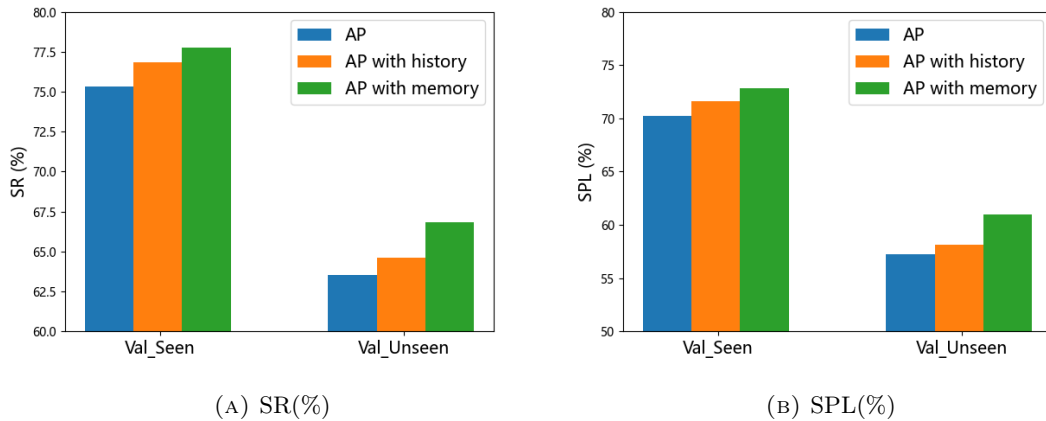 80.0
77.5
75.0
72.5
70.0
67.5
65.0
62.5
60.0
SR (%)
AP
AP with history
AP with memory
Val_Seen Val_Unseen
(A) SR(%)
80
75
70
65
60
55
50
SPL (%)
AP
AP with history
AP with memory
Val_Seen Val_Unseen
(B) SPL(%)